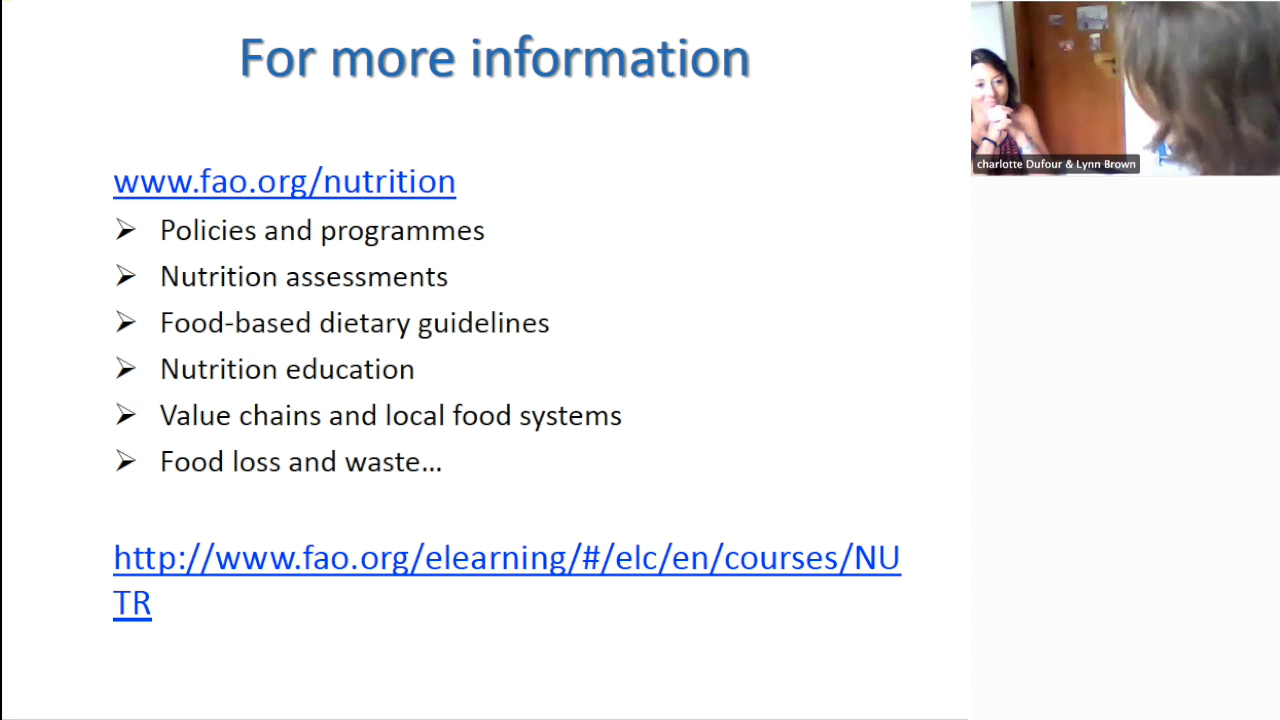 For more information
www.fao.org/nutrition
➢ Policies and programmes
➢ Nutrition assessments
➢ Food-based dietary guidelines
➢ Nutrition education
➢ Value chains and local food systems
➢ Food loss and waste...
http://www.fao.org/elearning/#/elc/en/courses/NU
TR
charlotte Dufour & Lynn Brown